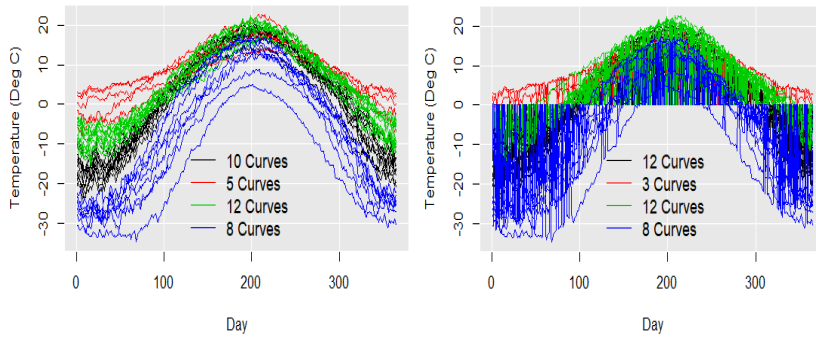 Temperature (Deg C)
20
10
0
-10
-20
-30
10 Curves
5 Curves
12 Curves
8 Curves
0 100 200 300
Day
Temperature (Deg C)
20
10
0
-10
-20
-30
12 Curves
3 Curves
12 Curves
8 Curves
0 100 200 300
Day